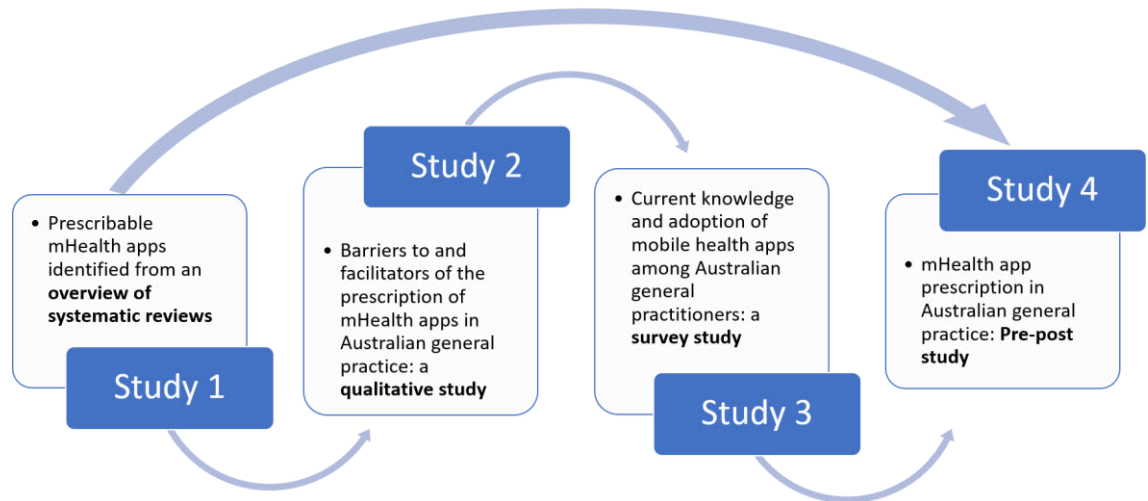 • Prescribable
mHealth apps
identified from an
overview of
systematic reviews
Study 1
Study 2
• Barriers to and
facilitators of the
prescription of
mHealth apps in
Australian general
practice: a
qualitative study
• Current knowledge
and adoption of
mobile health apps
among Australian
general
practitioners: a
survey study
Study 3
Study 4
• mHealth app
prescription in
Australian general
practice: Pre-post
study